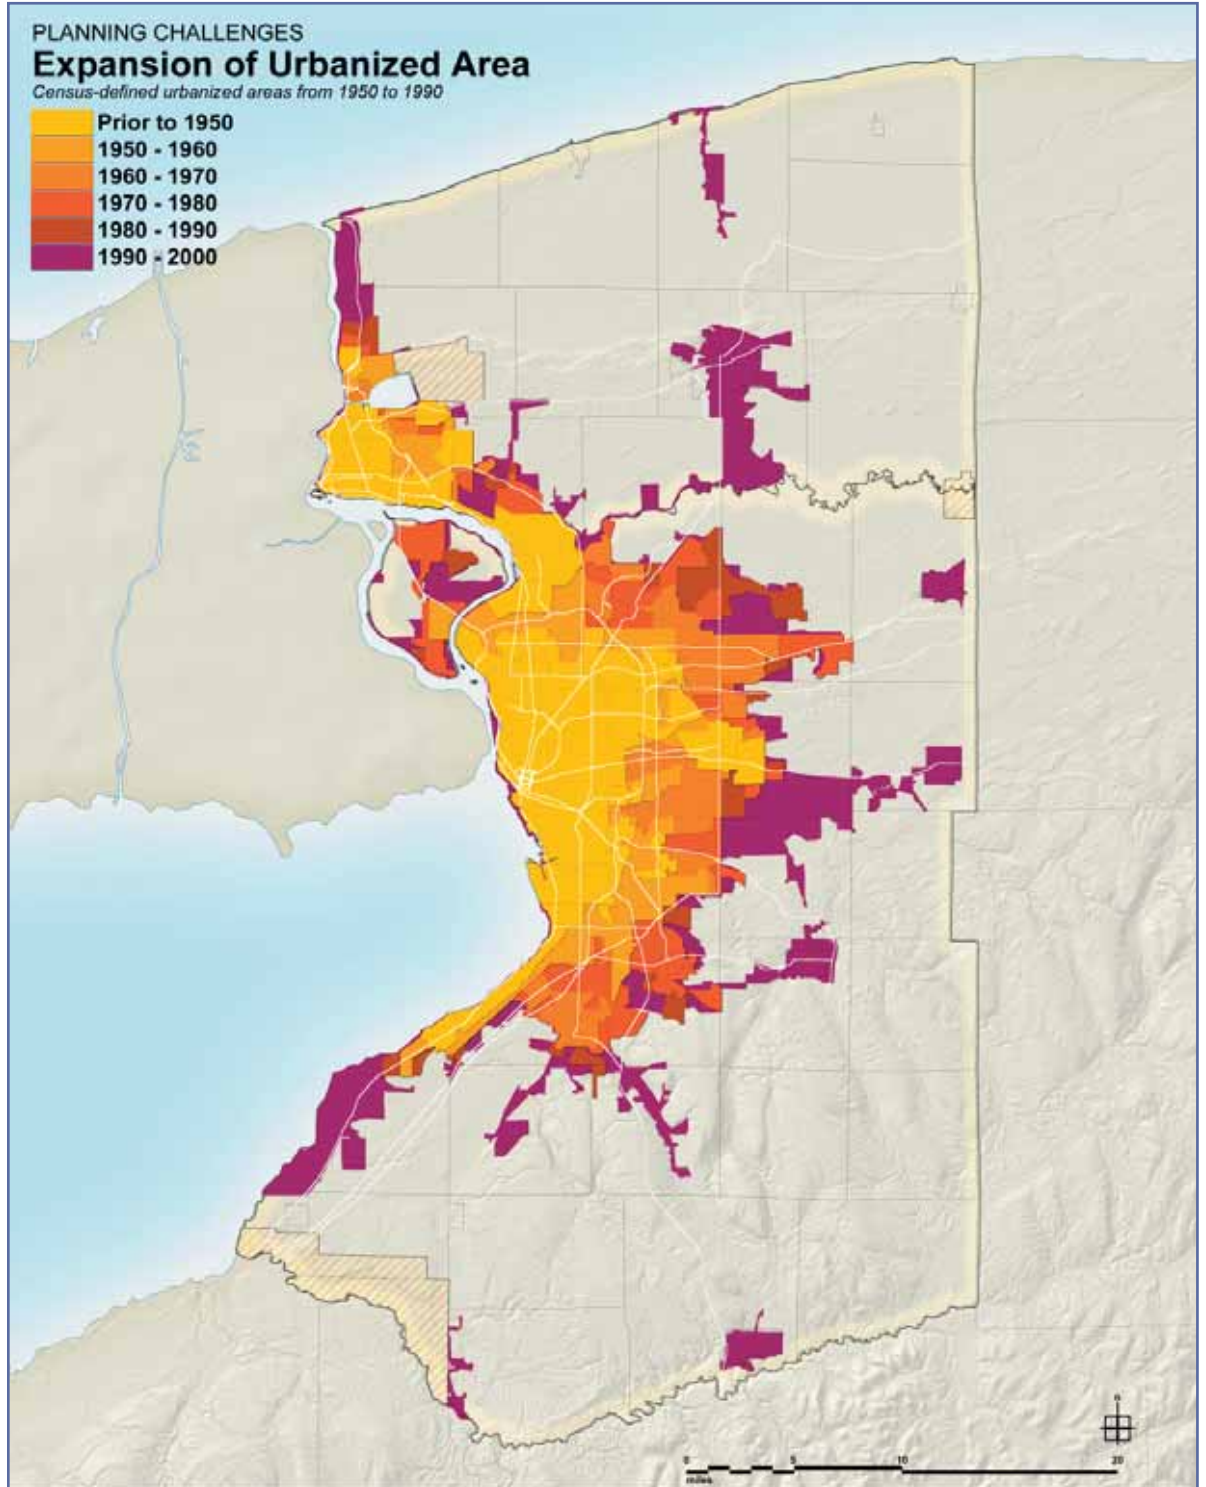 PLANNING CHALLENGES
Expansion of Urbanized Area
Census-defined urbanized areas from 1950 to 1990
Prior to 1950
1950 - 1960
1960 - 1970
1970 - 1980
1980 - 1990
1990 - 2000
n
0 5 10 20
miles